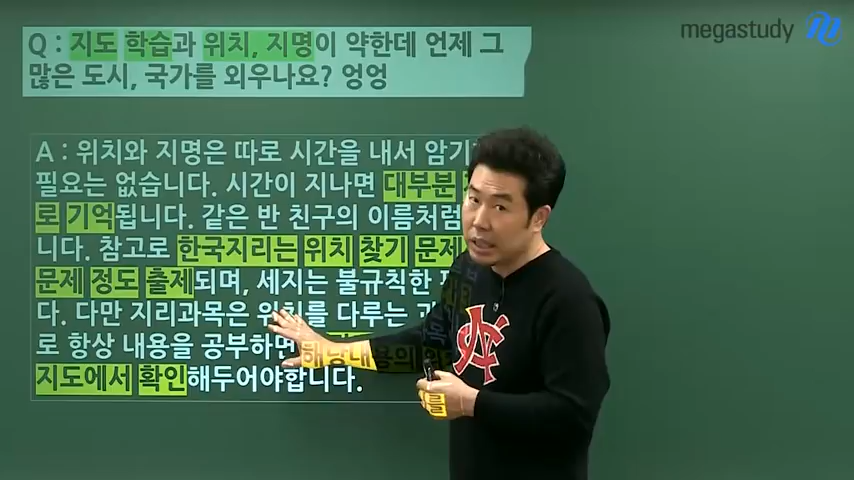 megastudy
Q : 지도 학습과 위치, 지명이 약한데 언제 그
많은 도시, 국가를 외우나요? 엉엉
A : 위치와 지명은 따로 시간을 내서 암기
필요는 없습니다. 시간이 지나면 대부분
로 기억됩니다. 같은 반 친구의 이름처럼
니다. 참고로 한국지리는 위치 찾기 문제
문제 정도 출제되며, 세지는 불규칙한
다. 다만 지리과목은 위치를 다루는
로 항상 내용을 공부하면 해당내용의
지도에서 확인해두어야합니다.